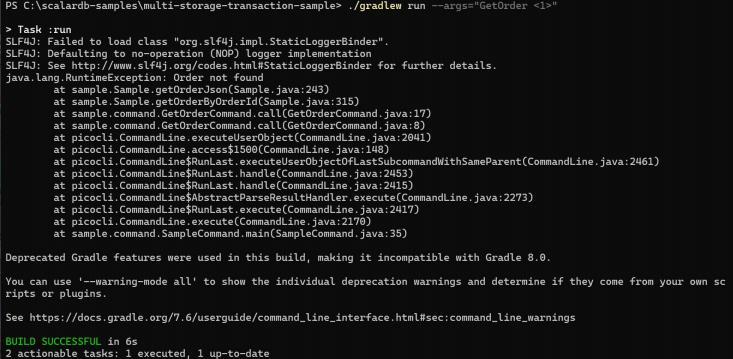 PS C:\scalardb-samples\multi-storage-transaction-sample> ./gradlew run --args="GetOrder <1>"
> Task :run
SLF4J: Failed to load class "org.slf4j.impl.StaticLoggerBinder".
SLF4J: Defaulting to no-operation (NOP) logger implementation
SLF4J: See http://www.slf4j.org/codes.html#StaticLoggerBinder for further details.
java.lang.RuntimeException: Order not found
at sample.Sample.getOrderJson(Sample.java:243)
at sample.Sample.getOrderByOrderId(Sample.java:315)
at sample.command.GetOrderCommand.call(GetOrderCommand.java:17)
at sample.command.GetOrderCommand.call(GetOrderCommand.java:8)
at picocli.CommandLine.executeUserObject(CommandLine.java:2041)
at picocli.CommandLine.access$1500(CommandLine.java:148)
at picocli.CommandLine$RunLast.executeUserObjectOfLastSubcommandWithSameParent(CommandLine.java:2461)
at picocli.CommandLine$RunLast.handle(CommandLine.java:2453)
at picocli.CommandLine$RunLast.handle(CommandLine.java:2415)
at picocli.CommandLine$AbstractParseResultHandler.execute(CommandLine.java:2273)
at picocli.CommandLine$RunLast.execute(CommandLine.java:2417)
at picocli.CommandLine.execute(CommandLine.java:2170)
at sample.command.SampleCommand.main(SampleCommand.java:35)
Deprecated Gradle features were used in this build, making it incompatible with Gradle 8.0.
You can use '--warning-mode all' to show the individual deprecation warnings and determine if they come from your own sc
ripts or plugins.
See https://docs.gradle.org/7.6/userguide/command_line_interface.html#sec:command_line_warnings
BUILD SUCCESSFUL in 6s
2 actionable tasks: 1 executed, 1 up-to-date